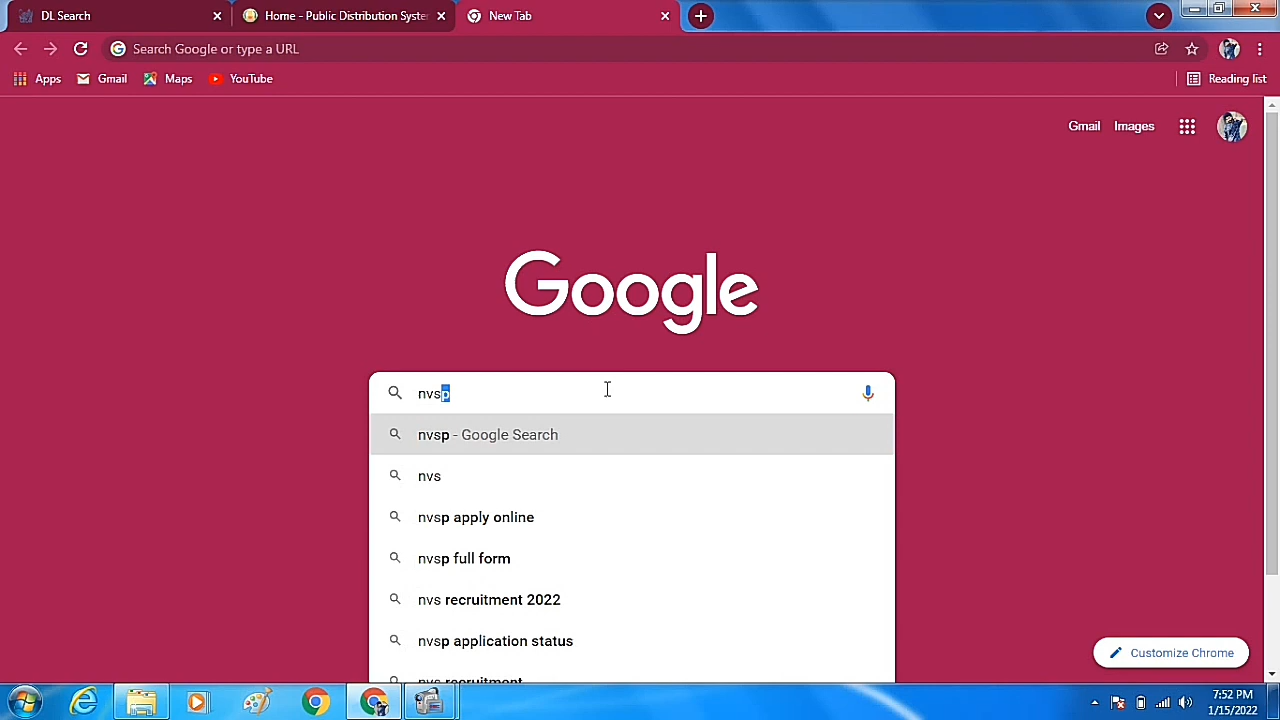 DL Search
Home - Public Distribution Syste
New Tab
Search Google or type a URL
Apps
Gmail
Maps
YouTube
Reading list
Gmail
Images
Google
nvsp
nvsp - Google Search
nvs
nvsp apply online
nvsp full form
nvs recruitment 2022
nvsp application status
nvs recruitment
Customize Chrome
7:52 PM
1/15/2022